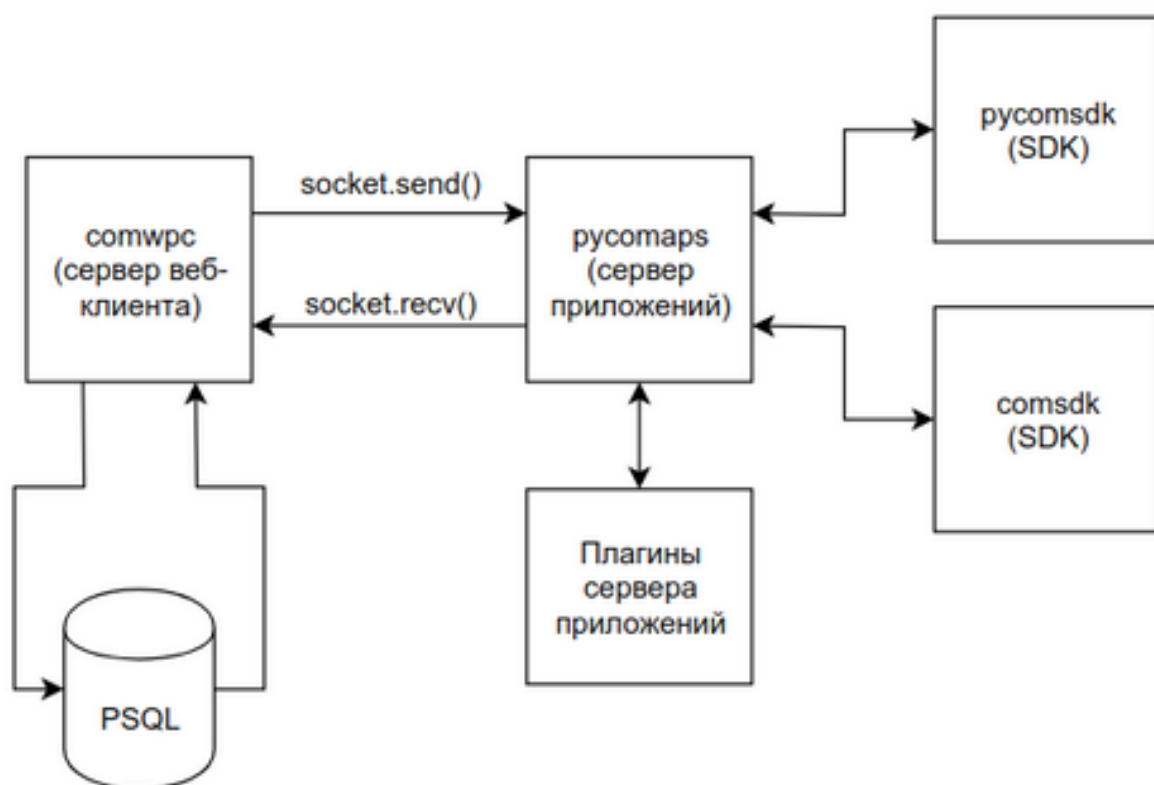 pycomsdk
(SDK)
socket.send()
comwpc
(сервер веб-
клиента)
pycomaps
(сервер
приложений)
socket.recv()
comsdk
(SDK)
Плагины
сервера
приложений
PSQL